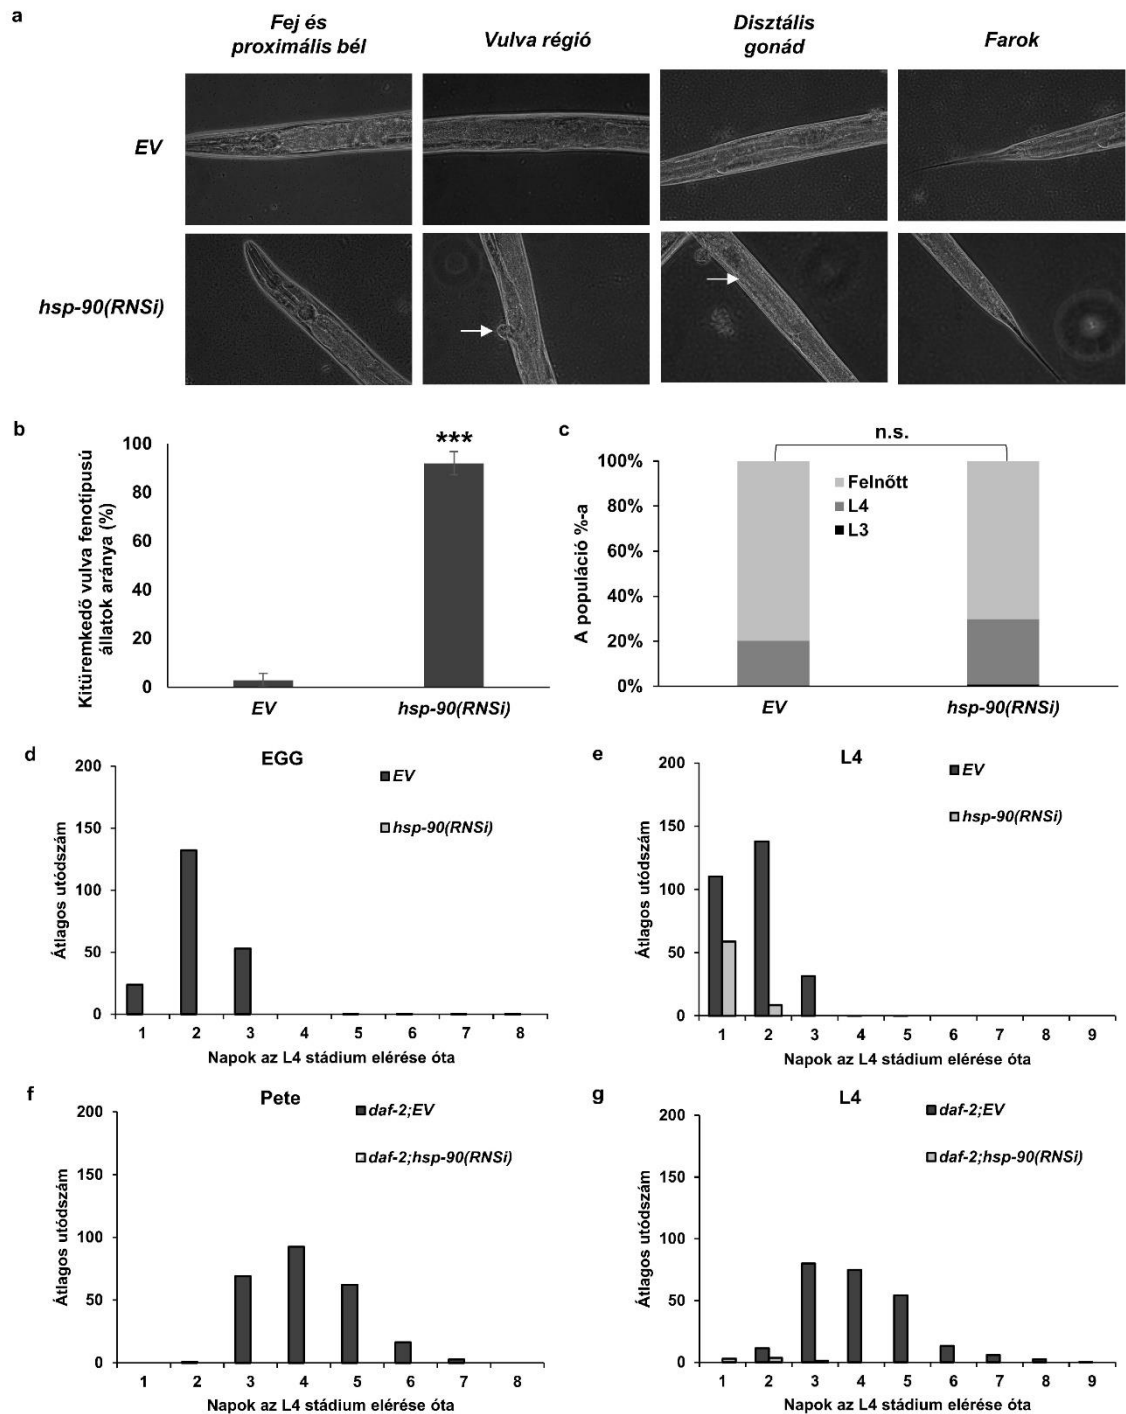 a
Fej és
proximális bél
Vulva régió
Disztális
gonád
Farok
EV
hsp-90(RNSi)
b
Kitüremkedő vulva fenotípusú
állatok aránya (%)
100
80
60
40
20
0
***
EV
hsp-90(RNSi)
c
n.s.
A populáció %-a
100%
80%
60%
40%
20%
0%
Felnőtt
L4
L3
EV
hsp-90(RNSi)
d
EGG
Átlagos utódszám
200
150
100
50
0
EV
hsp-90(RNSi)
1 2 3 4 5 6 7 8
Napok az L4 stádium elérése óta
e
L4
Átlagos utódszám
200
150
100
50
0
EV
hsp-90(RNSi)
1 2 3 4 5 6 7 8 9
Napok az L4 stádium elérése óta
f
Pete
Átlagos utódszám
200
150
100
50
0
daf-2;EV
daf-2;hsp-90(RNSi)
1 2 3 4 5 6 7 8
Napok az L4 stádium elérése óta
g
L4
Átlagos utódszám
200
150
100
50
0
daf-2;EV
daf-2;hsp-90(RNSi)
1 2 3 4 5 6 7 8 9
Napok az L4 stádium elérése óta